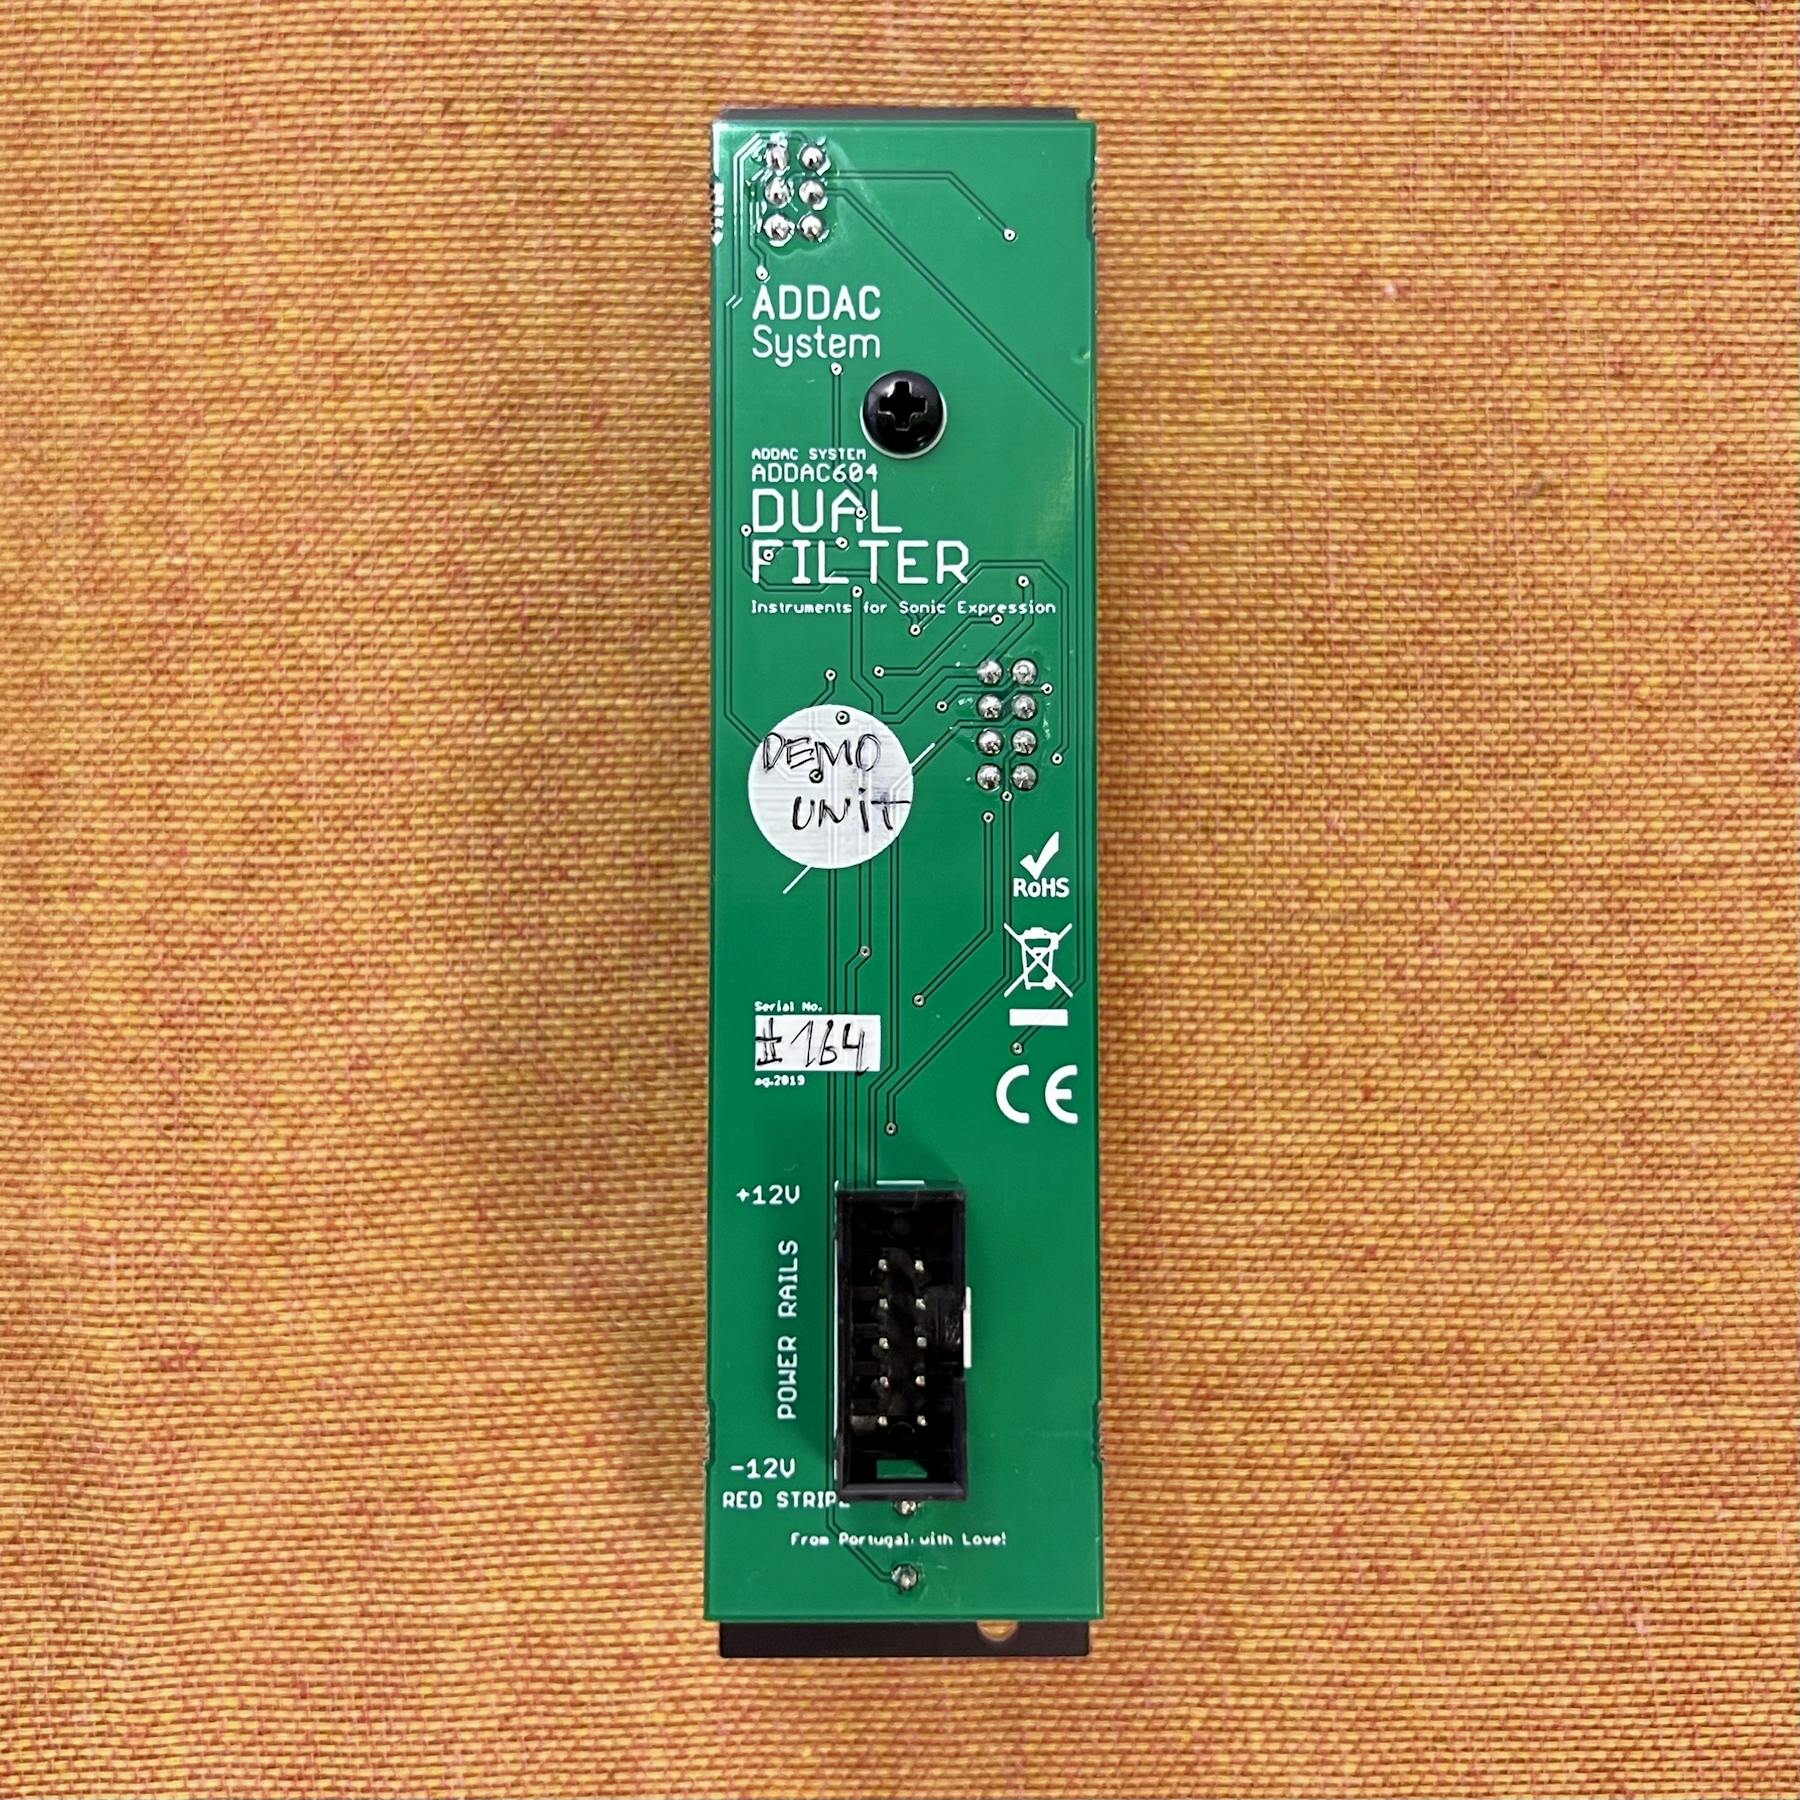 ADDAC
System
ADDAC SYSTEM
ADDAC604
DUAL
FILTER
Instruments for Sonic Expression
DEMO
UNIT
RoHS
Serial No.
#164
ag.2019
CE
+12V
POWER RAILS
-12V
RED STRIPE
From Portugal, with Love!